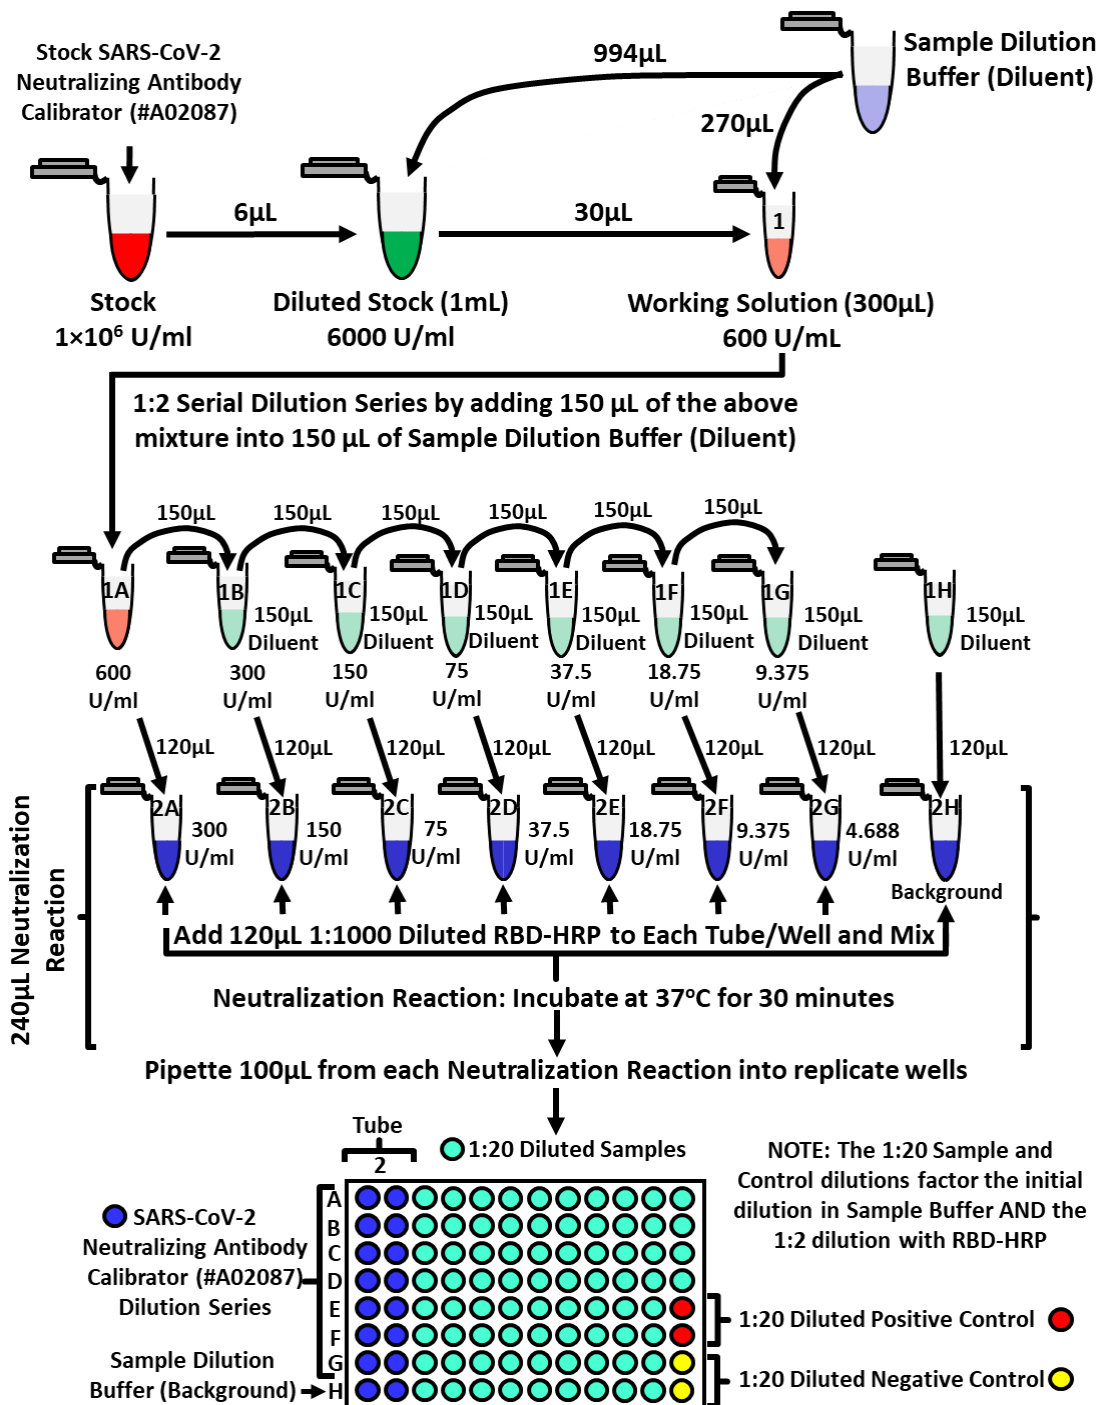 Stock SARS-CoV-2
Neutralizing Antibody
Calibrator (#A02087)
994µL
Sample Dilution
Buffer (Diluent)
270µL
6µL
30µL
1
Stock
1×10⁶ U/ml
Diluted Stock (1mL)
6000 U/ml
Working Solution (300µL)
600 U/mL
1:2 Serial Dilution Series by adding 150 µL of the above
mixture into 150 µL of Sample Dilution Buffer (Diluent)
150µL
150µL
150µL
150µL
150µL
150µL
1A
1B
1C
1D
1E
1F
1G
1H
150µL
Diluent
150µL
Diluent
150µL
Diluent
150µL
Diluent
150µL
Diluent
150µL
Diluent
150µL
Diluent
600
U/ml
300
U/ml
150
U/ml
75
U/ml
37.5
U/ml
18.75
U/ml
9.375
U/ml
120µL
120µL
120µL
120µL
120µL
120µL
120µL
120µL
2A
2B
2C
2D
2E
2F
2G
2H
300
U/ml
150
U/ml
75
U/ml
37.5
U/ml
18.75
U/ml
9.375
U/ml
4.688
U/ml
Background
240µL Neutralization
Reaction
Add 120µL 1:1000 Diluted RBD-HRP to Each Tube/Well and Mix
Neutralization Reaction: Incubate at 37°C for 30 minutes
Pipette 100µL from each Neutralization Reaction into replicate wells
Tube
2
1:20 Diluted Samples
NOTE: The 1:20 Sample and
Control dilutions factor the initial
dilution in Sample Buffer AND the
1:2 dilution with RBD-HRP
SARS-CoV-2
Neutralizing Antibody
Calibrator (#A02087)
Dilution Series
Sample Dilution
Buffer (Background)
A
B
C
D
E
F
G
H
1:20 Diluted Positive Control
1:20 Diluted Negative Control